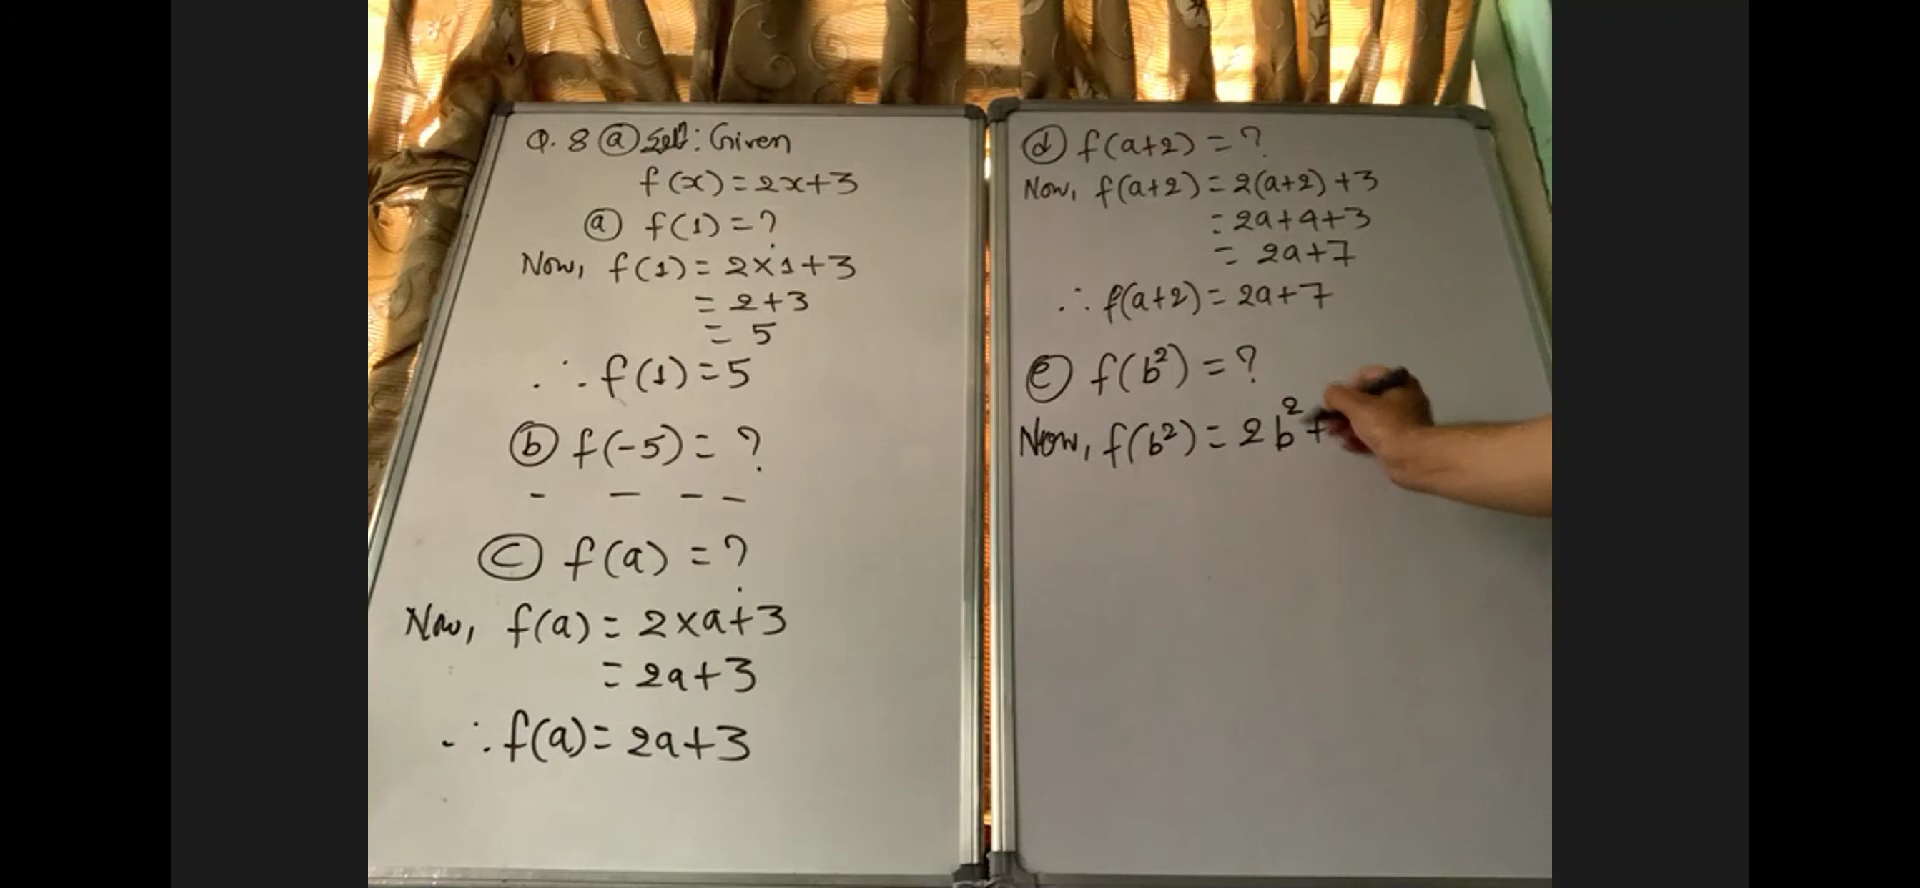 Q. 8 (a) Sol: Given
f(x) = 2x+3
(a) f(1) = ?
Now, f(1) = 2×1+3
= 2+3
= 5
∴ f(1) = 5
(b) f(-5) = ?
- - - -
(c) f(a) = ?
Now, f(a) = 2×a+3
= 2a+3
∴ f(a) = 2a+3
(d) f(a+2) = ?
Now, f(a+2) = 2(a+2)+3
= 2a+4+3
= 2a+7
∴ f(a+2) = 2a+7
(e) f(b²) = ?
Now, f(b²) = 2b²+